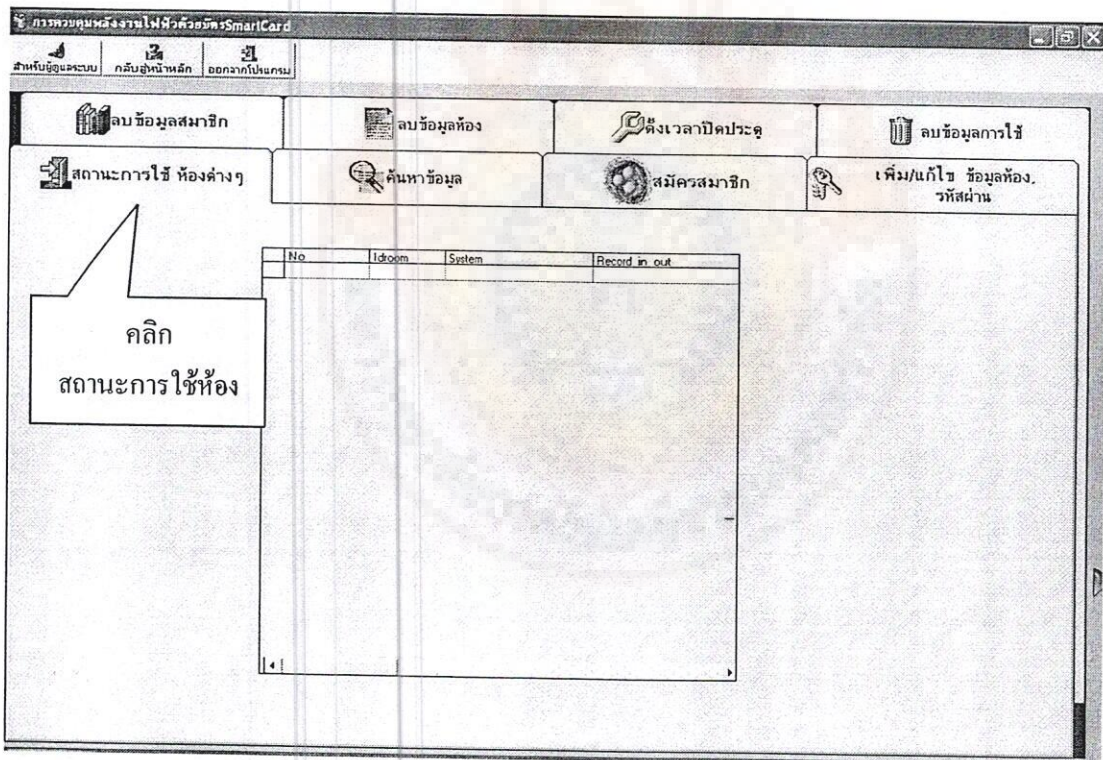 การควบคุมพลังงานไฟฟ้าด้วยบัตรSmartCard
สำหรับผู้ดูแลระบบ กลับสู่หน้าหลัก ออกจากโปรแกรม
ลบข้อมูลสมาชิก ลบข้อมูลห้อง ตั้งเวลาปิดประตู ลบข้อมูลการใช้
สถานะการใช้ ห้องต่างๆ ค้นหาข้อมูล สมัครสมาชิก เพิ่ม/แก้ไข ข้อมูลห้อง,
รหัสผ่าน
No Idroom System Record_in_out
คลิก
สถานะการใช้ห้อง